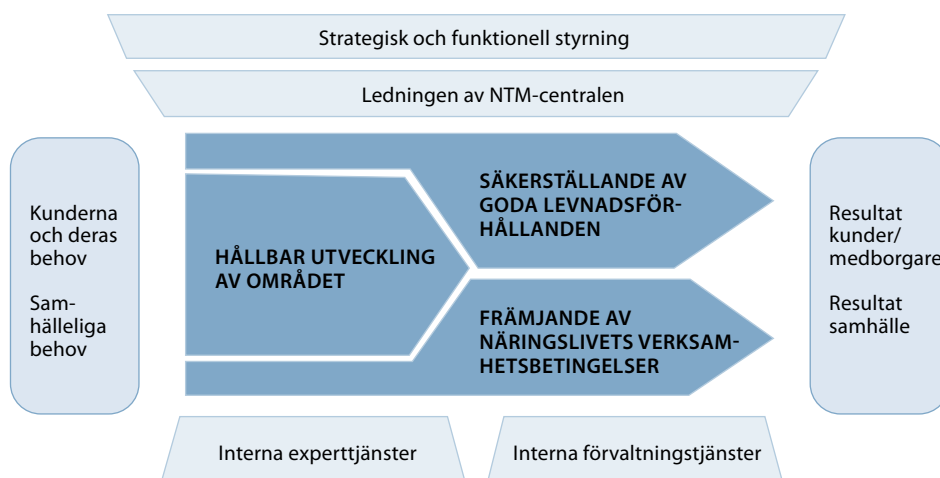 Strategisk och funktionell styrning
Ledningen av NTM-centralen
Kunderna
och deras
behov
Sam-
hälleliga
behov
HÅLLBAR UTVECKLING
AV OMRÅDET
SÄKERSTÄLLANDE AV
GODA LEVNADSFÖR-
HÅLLANDEN
FRÄMJANDE AV
NÄRINGSLIVETS VERKSAM-
HETSBETINGELSER
Resultat
kunder/
medborgare
Resultat
samhälle
Interna experttjänster
Interna förvaltningstjänster